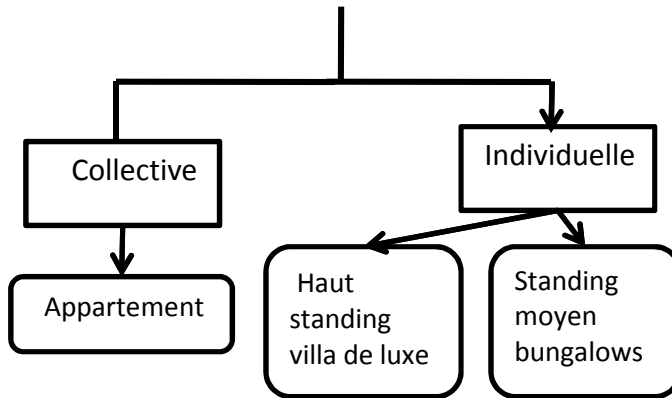 Collective
Individuelle
Appartement
Haut
standing
villa de luxe
Standing
moyen
bungalows